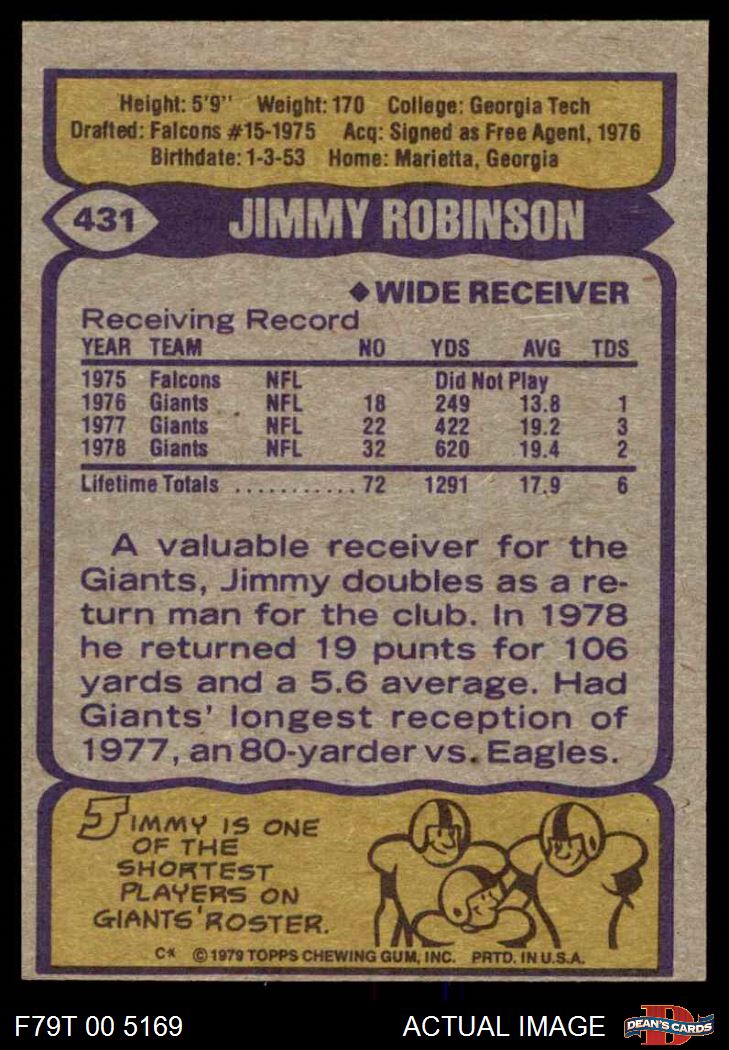 Height: 5'9" Weight: 170 College: Georgia Tech
Drafted: Falcons #15-1975 Acq: Signed as Free Agent, 1976
Birthdate: 1-3-53 Home: Marietta, Georgia
431 JIMMY ROBINSON
◆WIDE RECEIVER
Receiving Record
YEAR TEAM NO YDS AVG TDS
1975 Falcons NFL Did Not Play
1976 Giants NFL 18 249 13.8 1
1977 Giants NFL 22 422 19.2 3
1978 Giants NFL 32 620 19.4 2
Lifetime Totals ........... 72 1291 17.9 6
A valuable receiver for the
Giants, Jimmy doubles as a re-
turn man for the club. In 1978
he returned 19 punts for 106
yards and a 5.6 average. Had
Giants' longest reception of
1977, an 80-yarder vs. Eagles.
JIMMY IS ONE
OF THE
SHORTEST
PLAYERS ON
GIANTS' ROSTER.
C* ©1979 TOPPS CHEWING GUM, INC. PRTD. IN U.S.A.
F79T 00 5169 ACTUAL IMAGE D DEAN'S CARDS